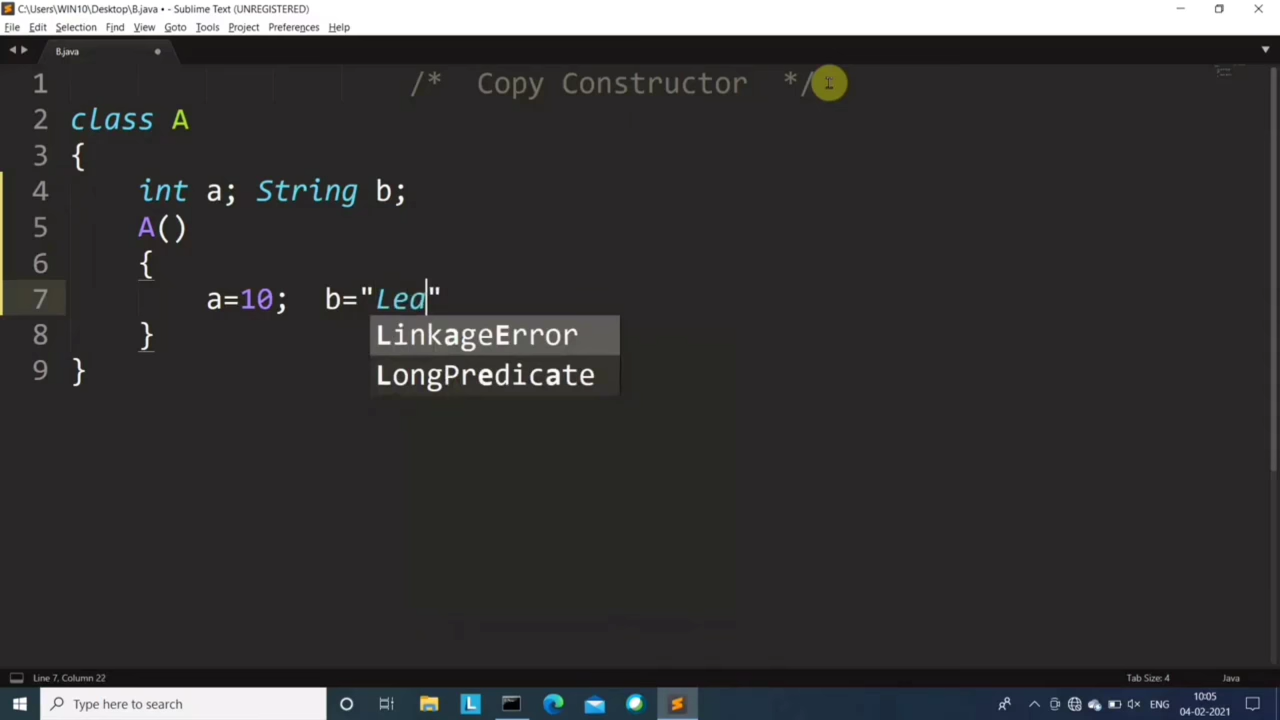 C:\Users\WIN10\Desktop\B.java • - Sublime Text (UNREGISTERED)
File Edit Selection Find View Goto Tools Project Preferences Help
B.java
1 /* Copy Constructor */
2 class A
3 {
4 int a; String b;
5 A()
6 {
7 a=10; b="Lea"
LinkageError
8 }
LongPredicate
9 }
Line 7, Column 22 Tab Size: 4 Java
Type here to search
ENG
10:05
04-02-2021